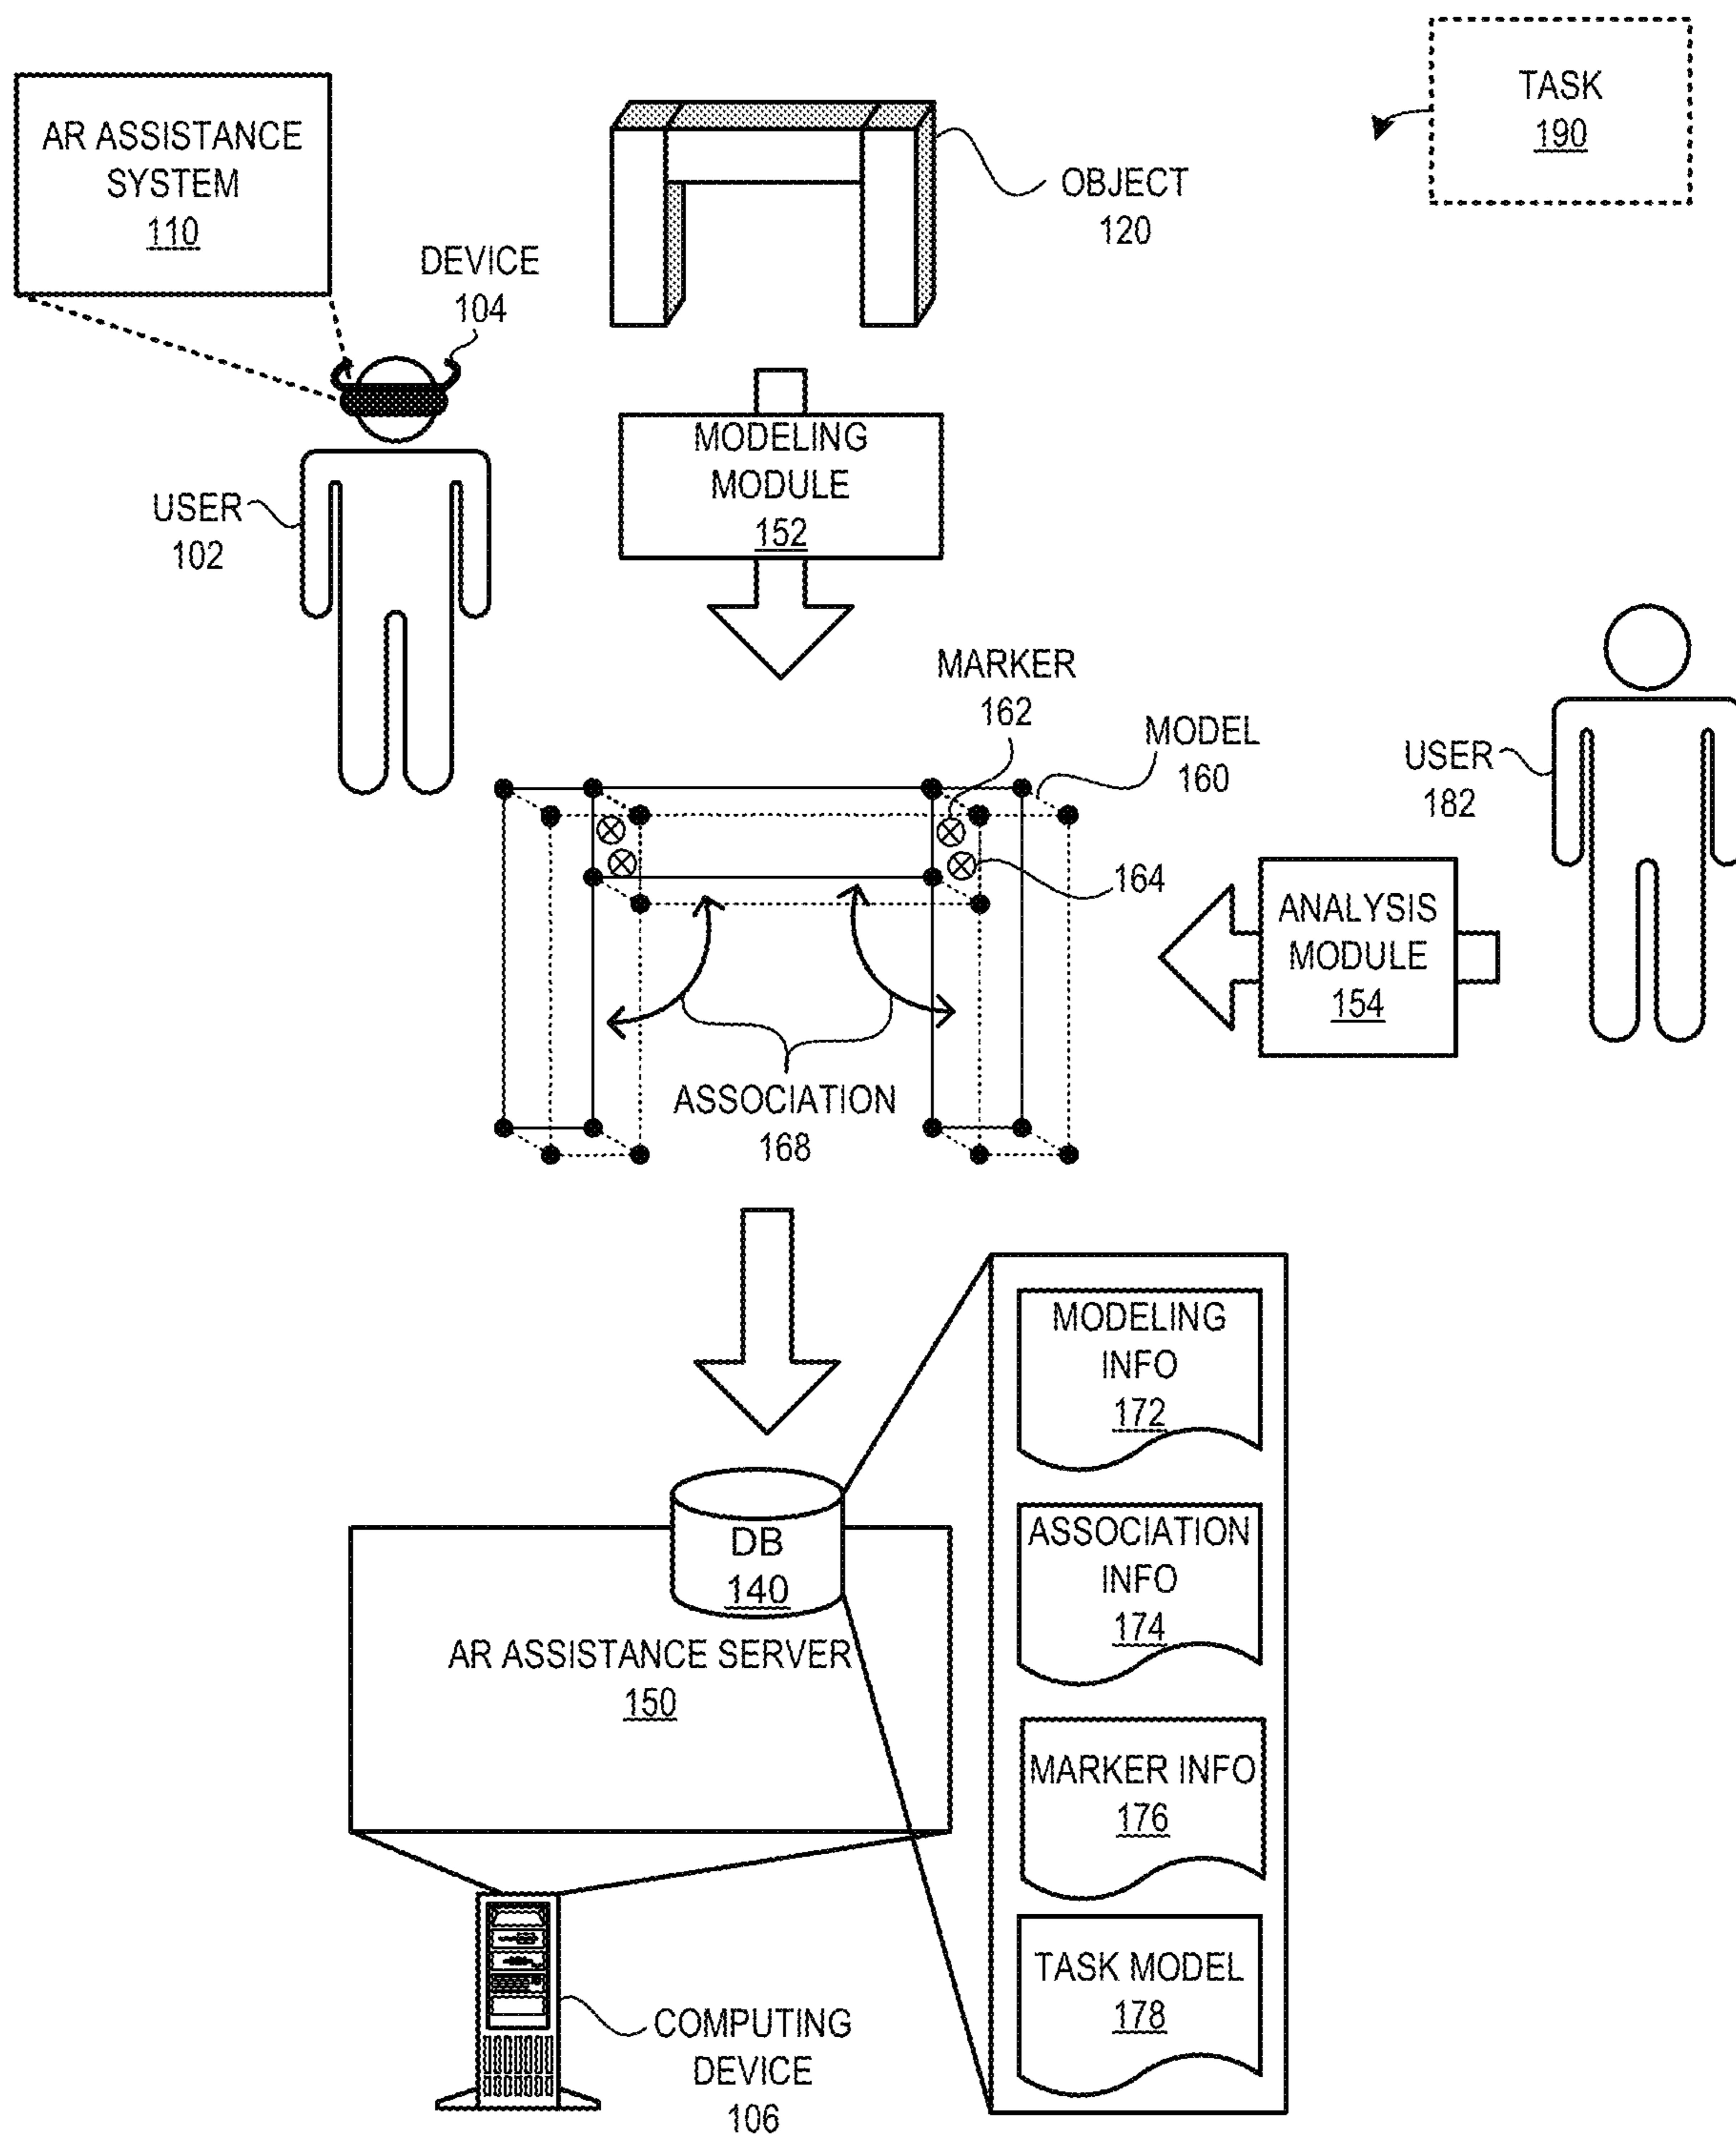 TASK
190
AR ASSISTANCE
SYSTEM
110
OBJECT
120
DEVICE
104
MODELING
MODULE
152
USER
102
MARKER
162
MODEL
160
USER
182
164
ANALYSIS
MODULE
154
ASSOCIATION
168
MODELING
INFO
172
DB
140
ASSOCIATION
INFO
174
AR ASSISTANCE SERVER
150
MARKER INFO
176
TASK MODEL
178
COMPUTING
DEVICE
106